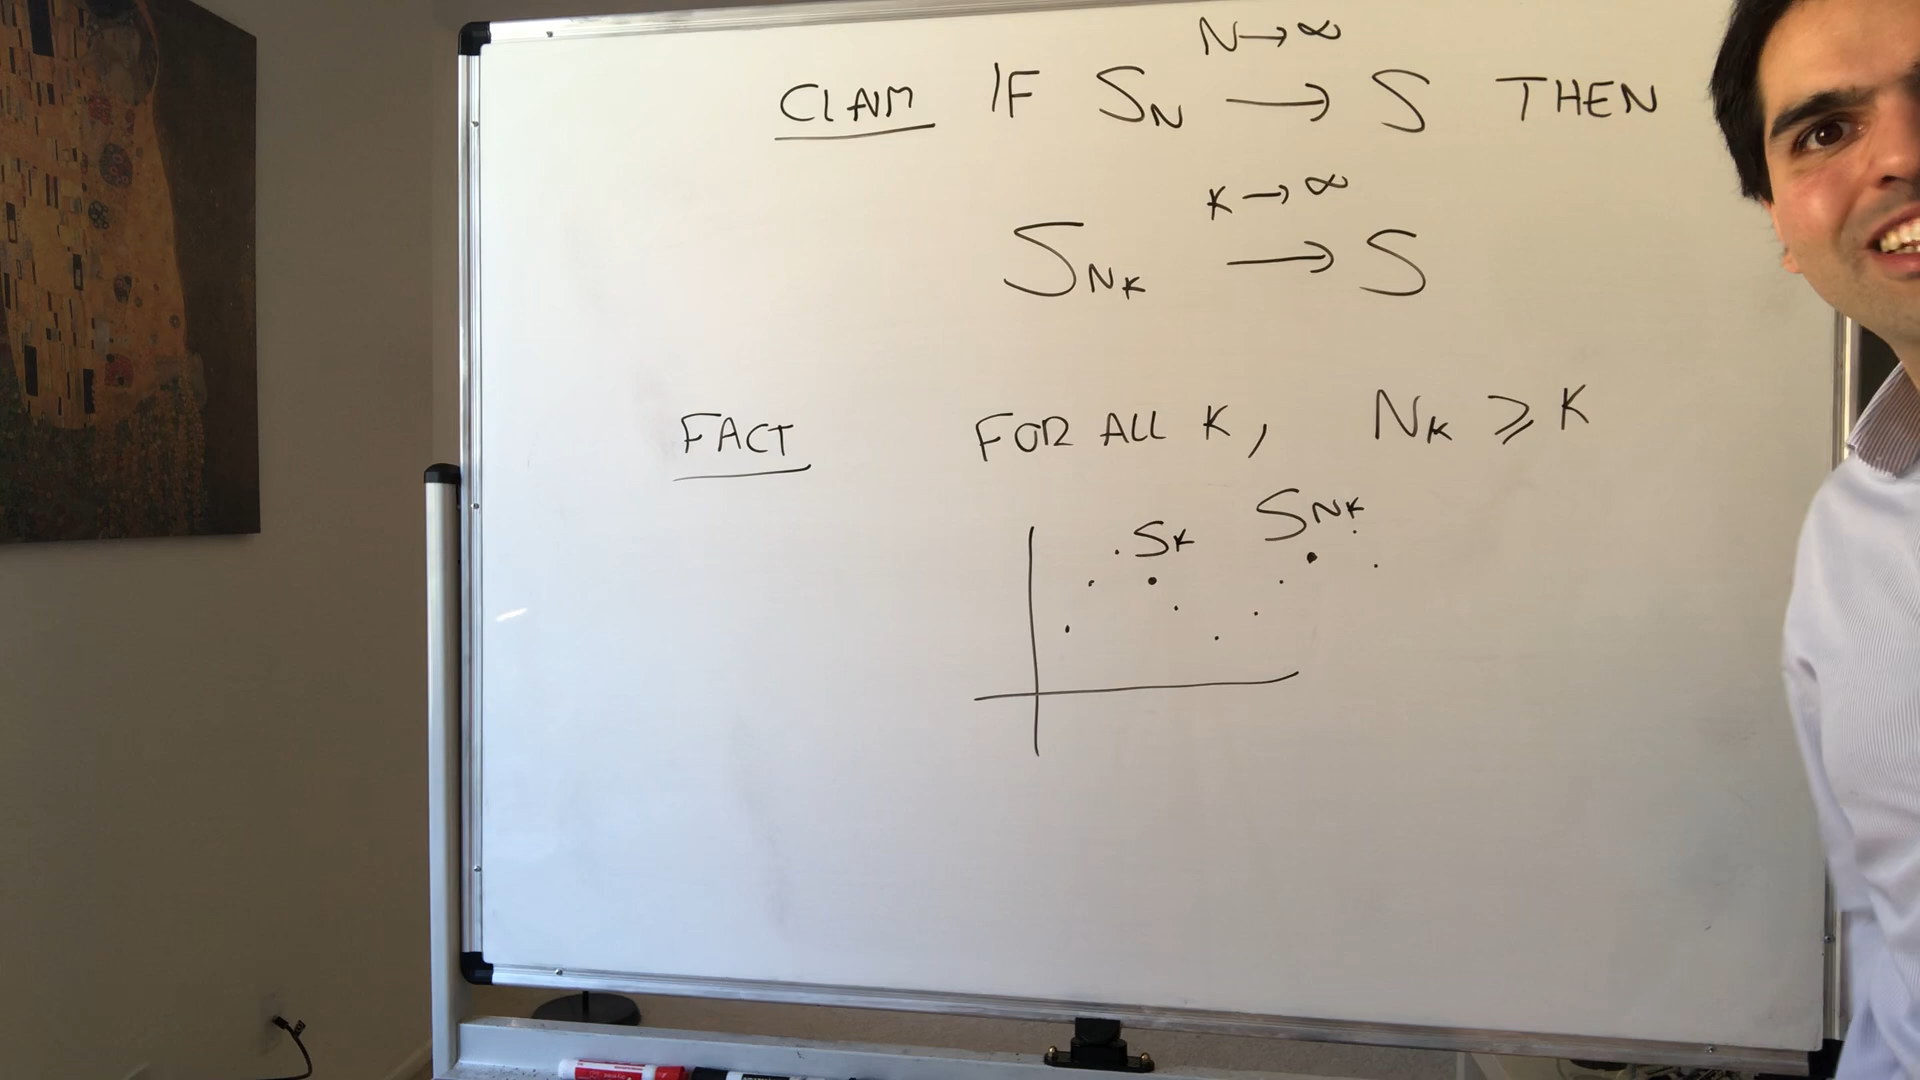 N→∞
CLAIM IF S_N → S THEN
K→∞
S_{N_K} → S
FACT FOR ALL K, N_K ⩾ K
S_K S_{N_K}